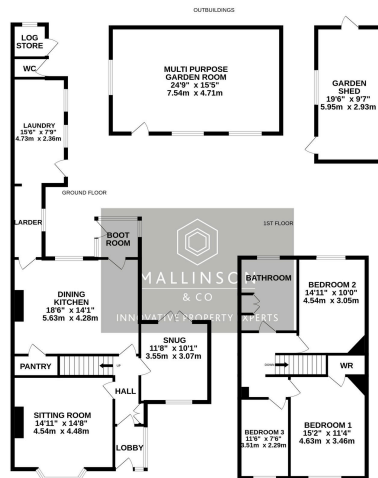 OUTBUILDINGS
LOG
STORE
WC
LAUNDRY
15'6" x 7'9"
4.73m x 2.36m
MULTI PURPOSE
GARDEN ROOM
24'9" x 15'5"
7.54m x 4.71m
GARDEN
SHED
19'6" x 9'7"
5.95m x 2.93m
GROUND FLOOR
LARDER
BOOT
ROOM
1ST FLOOR
MALLINSON
& CO
INNOVATIVE PROPERTY EXPERTS
DINING
KITCHEN
18'6" x 14'1"
5.63m x 4.28m
SNUG
11'8" x 10'1"
3.55m x 3.07m
BATHROOM
BEDROOM 2
14'11" x 10'0"
4.54m x 3.05m
PANTRY
UP
HALL
SITTING ROOM
14'11" x 14'8"
4.54m x 4.48m
LOBBY
WR
BEDROOM 3
11'6" x 7'6"
3.51m x 2.29m
BEDROOM 1
15'2" x 11'4"
4.63m x 3.46m